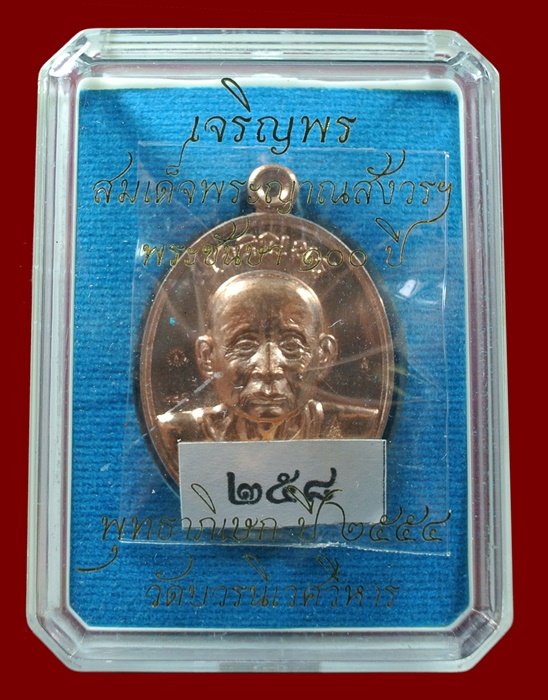 เจริญพร
สมเด็จพระญาณสังวรฯ
พระชันษา ๑๐๐ ปี
๒๕๘
พุทธาภิเษก ปี ๒๕๕๔
วัดบวรนิเวศวิหาร